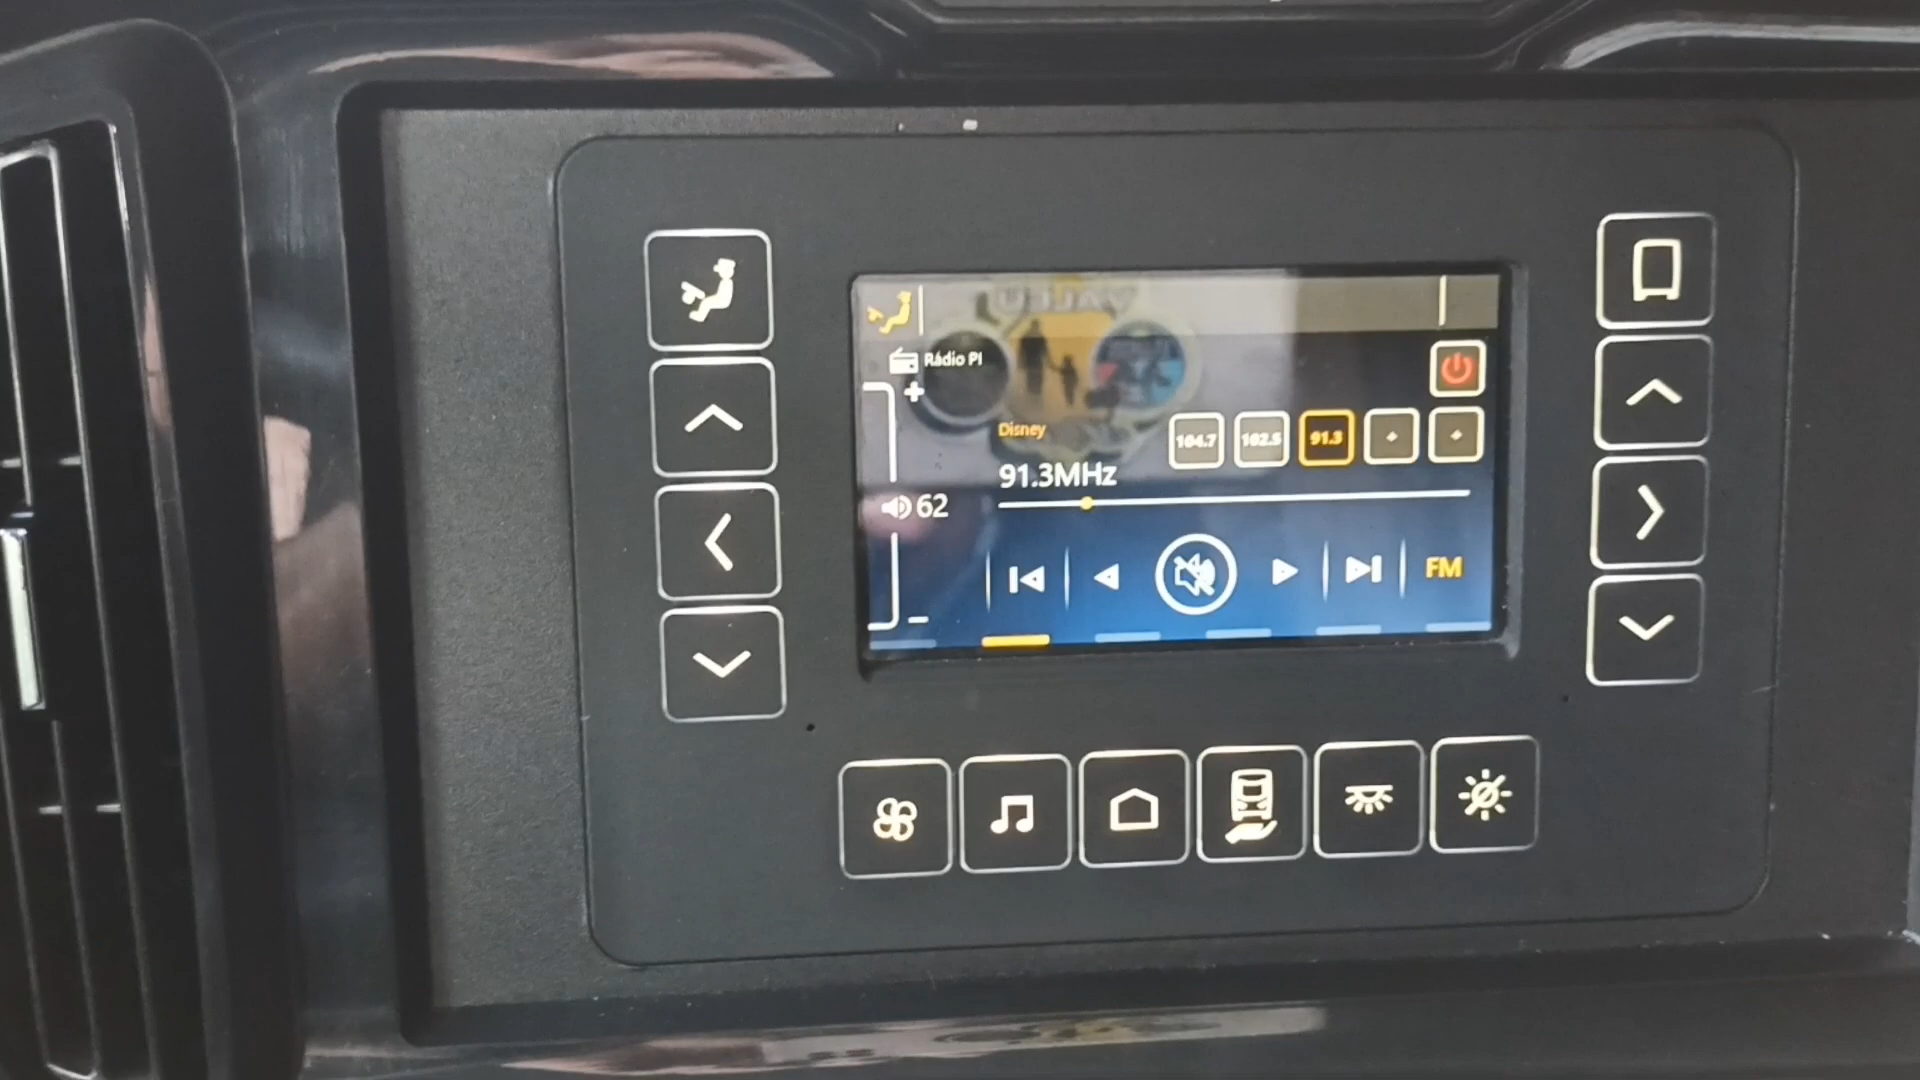 Rádio PI
+
Disney
104.7 102.5 91.3 + +
91.3MHz
62
FM
-